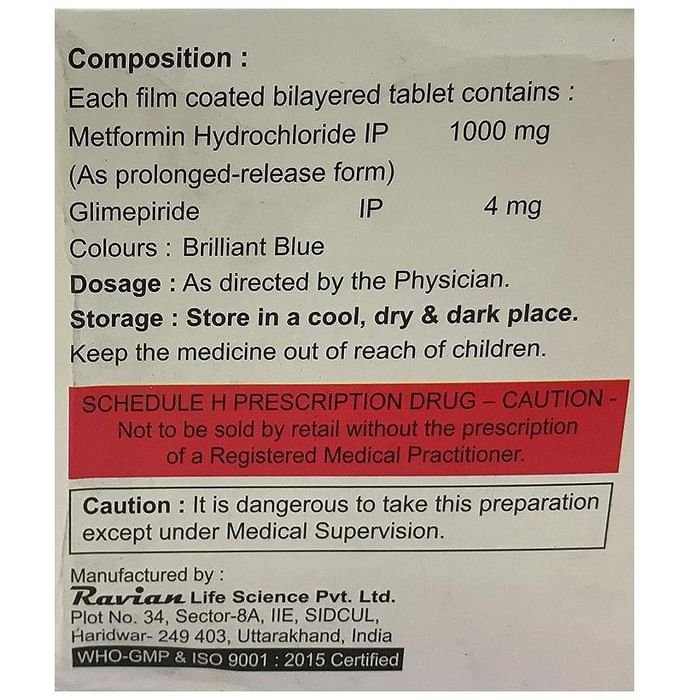 Composition :
Each film coated bilayered tablet contains :
Metformin Hydrochloride IP 1000 mg
(As prolonged-release form)
Glimepiride IP 4 mg
Colours : Brilliant Blue
Dosage : As directed by the Physician.
Storage : Store in a cool, dry & dark place.
Keep the medicine out of reach of children.
SCHEDULE H PRESCRIPTION DRUG – CAUTION -
Not to be sold by retail without the prescription
of a Registered Medical Practitioner.
Caution : It is dangerous to take this preparation
except under Medical Supervision.
Manufactured by :
Ravian Life Science Pvt. Ltd.
Plot No. 34, Sector-8A, IIE, SIDCUL,
Haridwar- 249 403, Uttarakhand, India
WHO-GMP & ISO 9001 : 2015 Certified